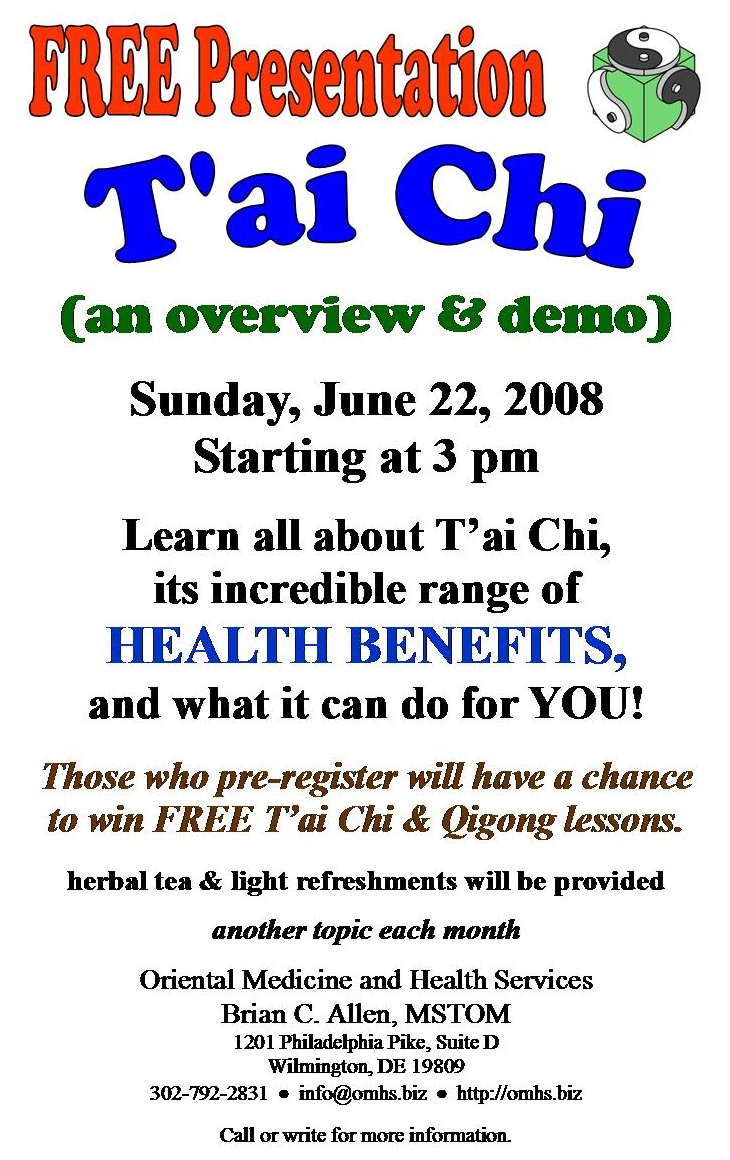 FREE Presentation
T'ai Chi
(an overview & demo)
Sunday, June 22, 2008
Starting at 3 pm
Learn all about T’ai Chi,
its incredible range of
HEALTH BENEFITS,
and what it can do for YOU!
Those who pre-register will have a chance
to win FREE T’ai Chi & Qigong lessons.
herbal tea & light refreshments will be provided
another topic each month
Oriental Medicine and Health Services
Brian C. Allen, MSTOM
1201 Philadelphia Pike, Suite D
Wilmington, DE 19809
302-792-2831 ● info@omhs.biz ● http://omhs.biz
Call or write for more information.